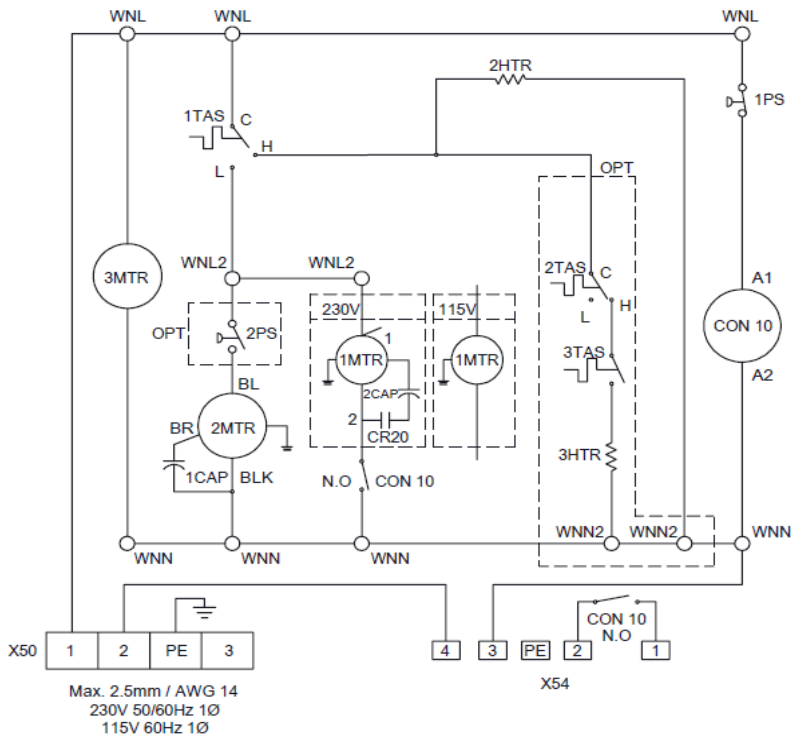 WNL
WNL
WNL
2HTR
1PS
1TAS
C
H
L
OPT
WNL2
WNL2
3MTR
2TAS
C
A1
L
H
230V
115V
OPT
2PS
1
CON 10
1MTR
1MTR
3TAS
A2
BL
2CAP
BR
2MTR
2
CR20
1CAP
BLK
N.O
CON 10
3HTR
WNN2
WNN2
WNN
WNN
WNN
WNN
CON 10
N.O
X50
1
2
PE
3
4
3
PE
2
1
X54
Max. 2.5mm / AWG 14
230V 50/60Hz 1Ø
115V 60Hz 1Ø